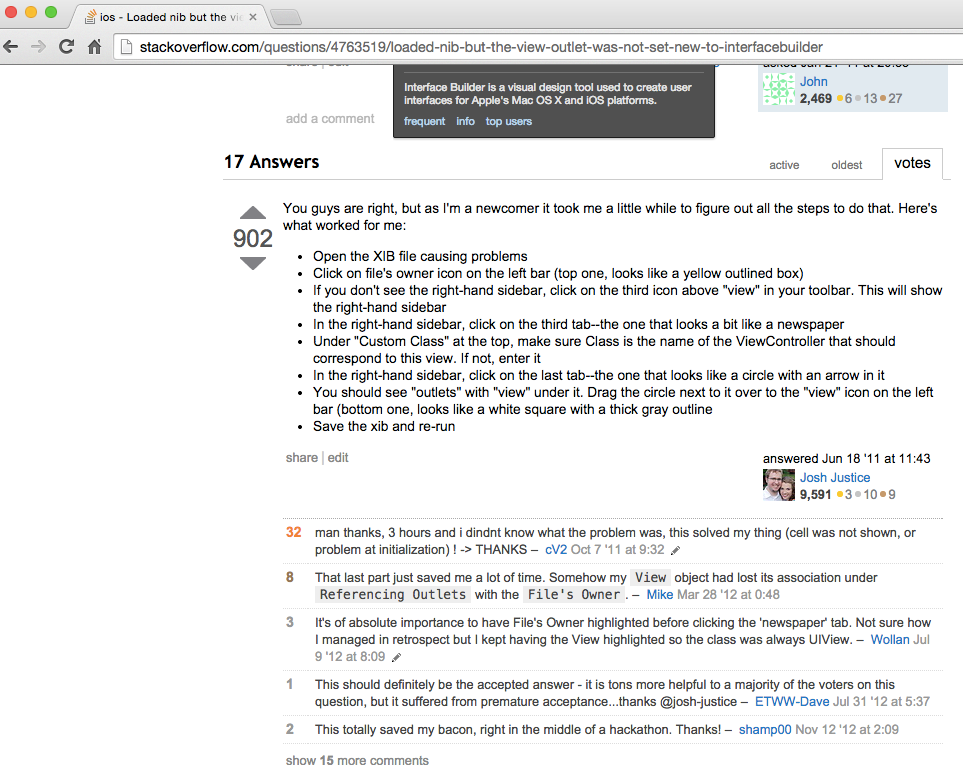 ios - Loaded nib but the vie
stackoverflow.com/questions/4763519/loaded-nib-but-the-view-outlet-was-not-set-new-to-interfacebuilder
share | edit
asked Jan 21 '11 at 20:55
Interface Builder is a visual design tool used to create user
interfaces for Apple's Mac OS X and iOS platforms.
frequent info top users
John
2,469 6 13 27
add a comment
17 Answers
active oldest votes
902
You guys are right, but as I'm a newcomer it took me a little while to figure out all the steps to do that. Here's
what worked for me:
• Open the XIB file causing problems
• Click on file's owner icon on the left bar (top one, looks like a yellow outlined box)
• If you don't see the right-hand sidebar, click on the third icon above "view" in your toolbar. This will show
the right-hand sidebar
• In the right-hand sidebar, click on the third tab--the one that looks a bit like a newspaper
• Under "Custom Class" at the top, make sure Class is the name of the ViewController that should
correspond to this view. If not, enter it
• In the right-hand sidebar, click on the last tab--the one that looks like a circle with an arrow in it
• You should see "outlets" with "view" under it. Drag the circle next to it over to the "view" icon on the left
bar (bottom one, looks like a white square with a thick gray outline
• Save the xib and re-run
share | edit
answered Jun 18 '11 at 11:43
Josh Justice
9,591 3 10 9
32 man thanks, 3 hours and i dindnt know what the problem was, this solved my thing (cell was not shown, or
problem at initialization) ! -> THANKS – cV2 Oct 7 '11 at 9:32
8 That last part just saved me a lot of time. Somehow my View object had lost its association under
Referencing Outlets with the File's Owner. – Mike Mar 28 '12 at 0:48
3 It's of absolute importance to have File's Owner highlighted before clicking the 'newspaper' tab. Not sure how
I managed in retrospect but I kept having the View highlighted so the class was always UIView. – Wollan Jul
9 '12 at 8:09
1 This should definitely be the accepted answer - it is tons more helpful to a majority of the voters on this
question, but it suffered from premature acceptance...thanks @josh-justice – ETWW-Dave Jul 31 '12 at 5:37
2 This totally saved my bacon, right in the middle of a hackathon. Thanks! – shamp00 Nov 12 '12 at 2:09
show 15 more comments